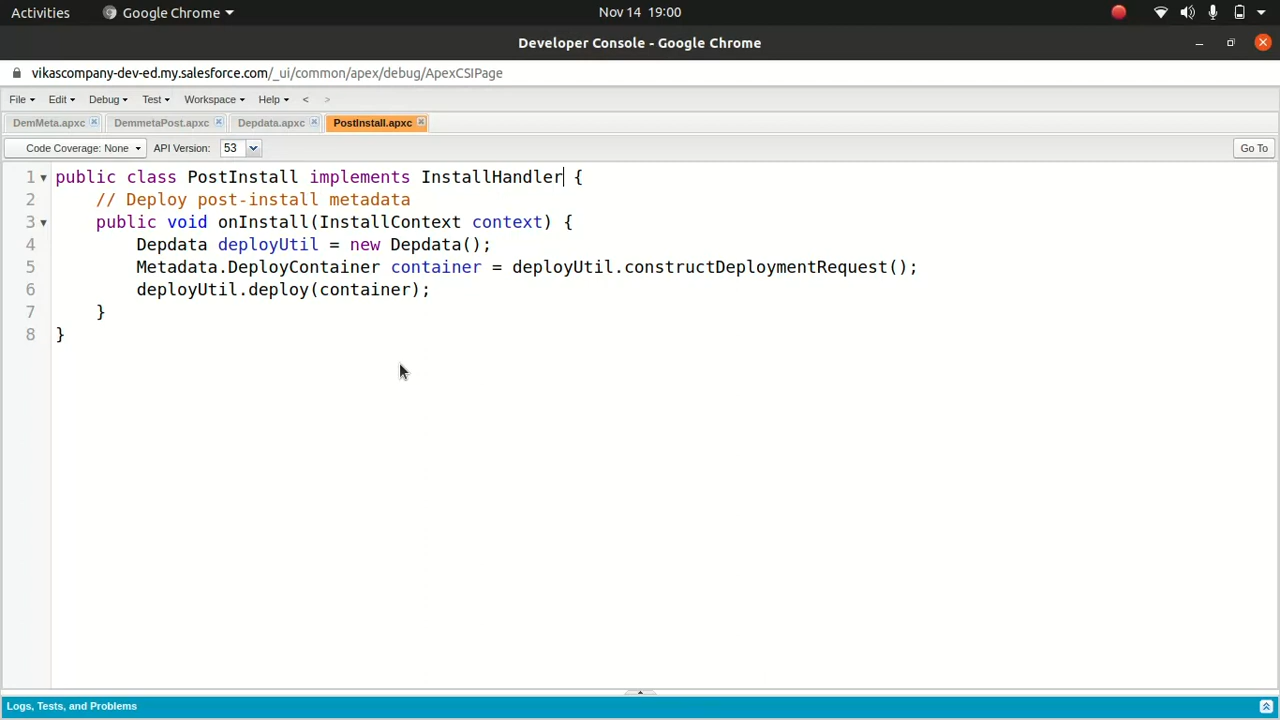 Activities Google Chrome Nov 14 19:00
Developer Console - Google Chrome
vikascompany-dev-ed.my.salesforce.com/_ui/common/apex/debug/ApexCSIPage
File Edit Debug Test Workspace Help < >
DemMeta.apxc DemmetaPost.apxc Depdata.apxc PostInstall.apxc
Code Coverage: None API Version: 53 Go To
1 public class PostInstall implements InstallHandler {
2 // Deploy post-install metadata
3 public void onInstall(InstallContext context) {
4 Depdata deployUtil = new Depdata();
5 Metadata.DeployContainer container = deployUtil.constructDeploymentRequest();
6 deployUtil.deploy(container);
7 }
8 }
Logs, Tests, and Problems